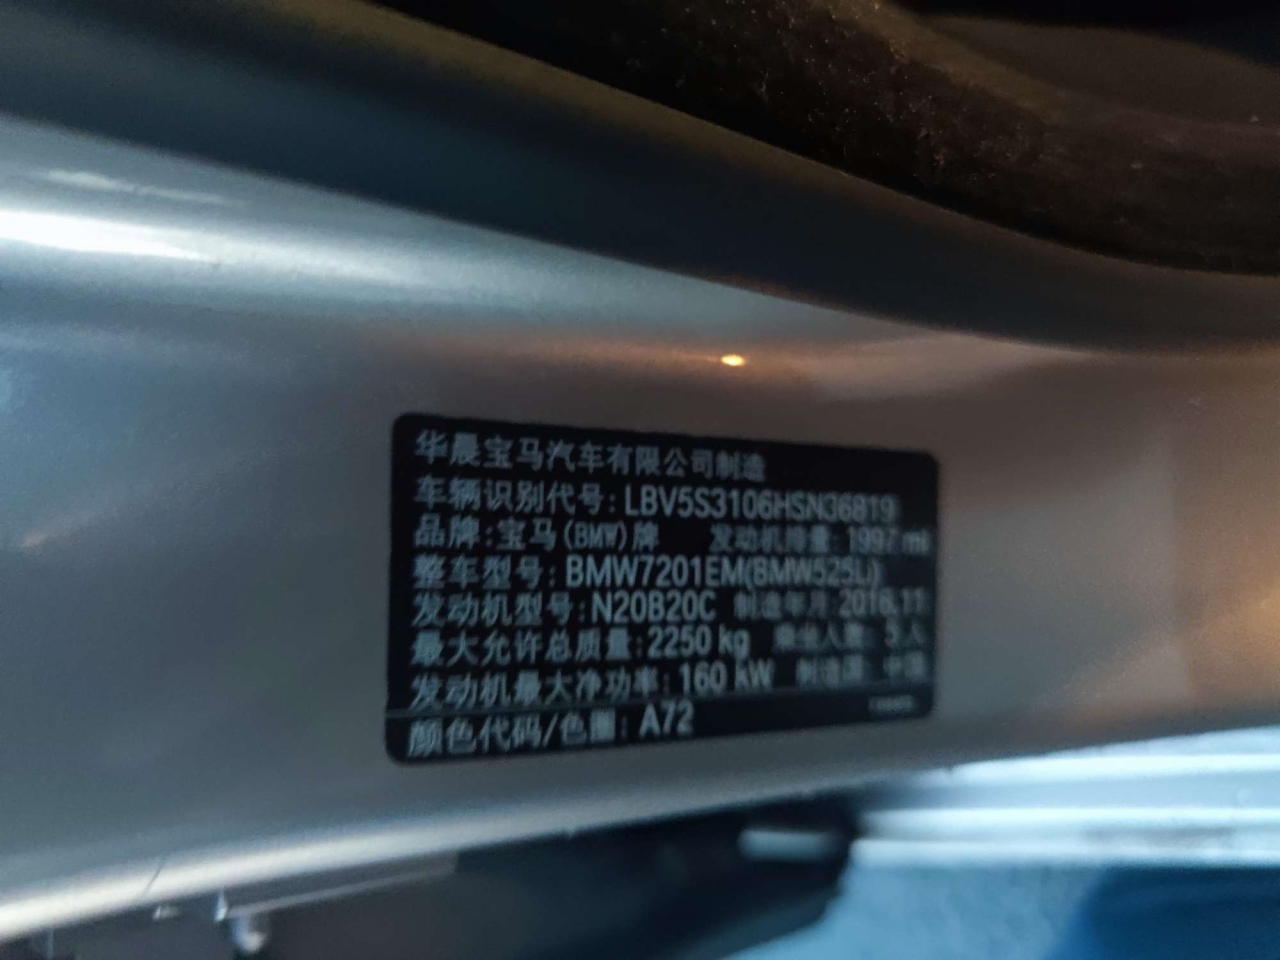 华晨宝马汽车有限公司制造
车辆识别代号: LBV5S3106HSN36819
品牌: 宝马(BMW)牌 发动机排量: 1997 ml
整车型号: BMW7201EM(BMW525L)
发动机型号: N20B20C 制造年月: 2016.11
最大允许总质量: 2250 kg 乘坐人数: 5人
发动机最大净功率: 160 kW 制造国: 中国
颜色代码/色圈: A72